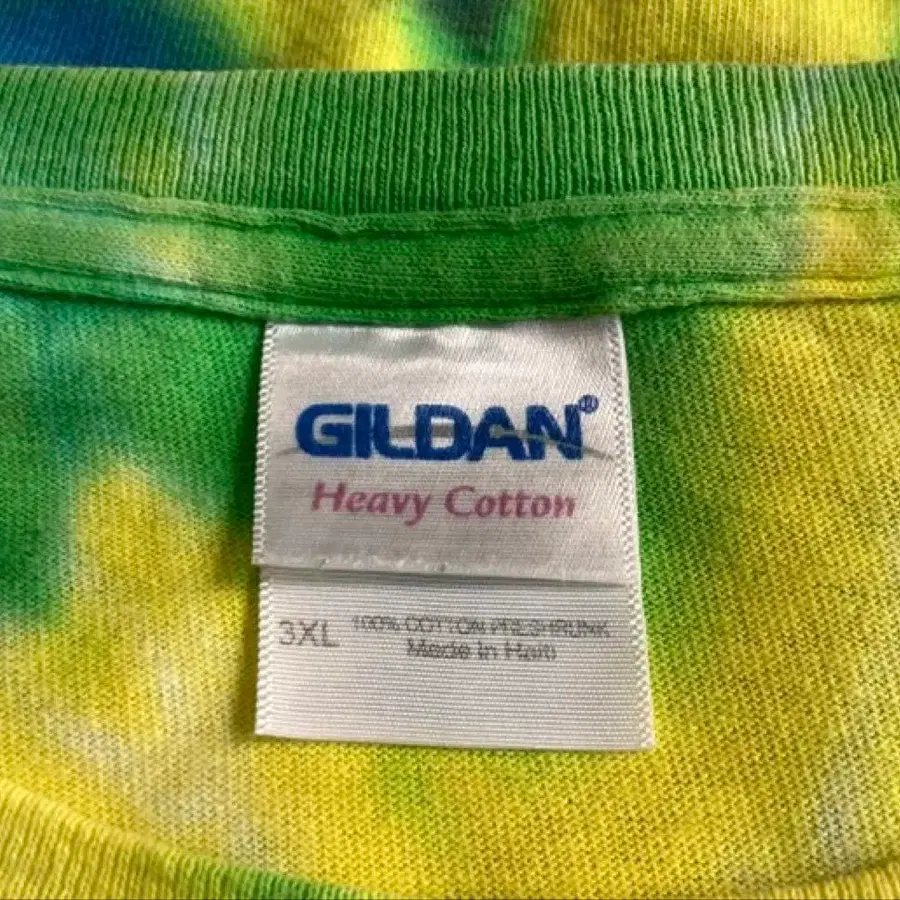 GILDAN®
Heavy Cotton
3XL
100% COTTON PRESHRUNK
Made in Haiti